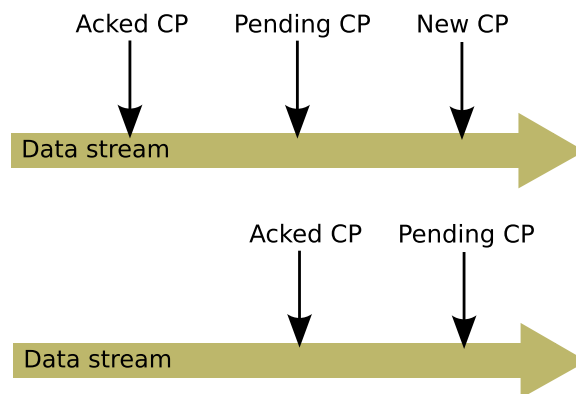 Acked CP Pending CP New CP
Data stream
Acked CP Pending CP
Data stream